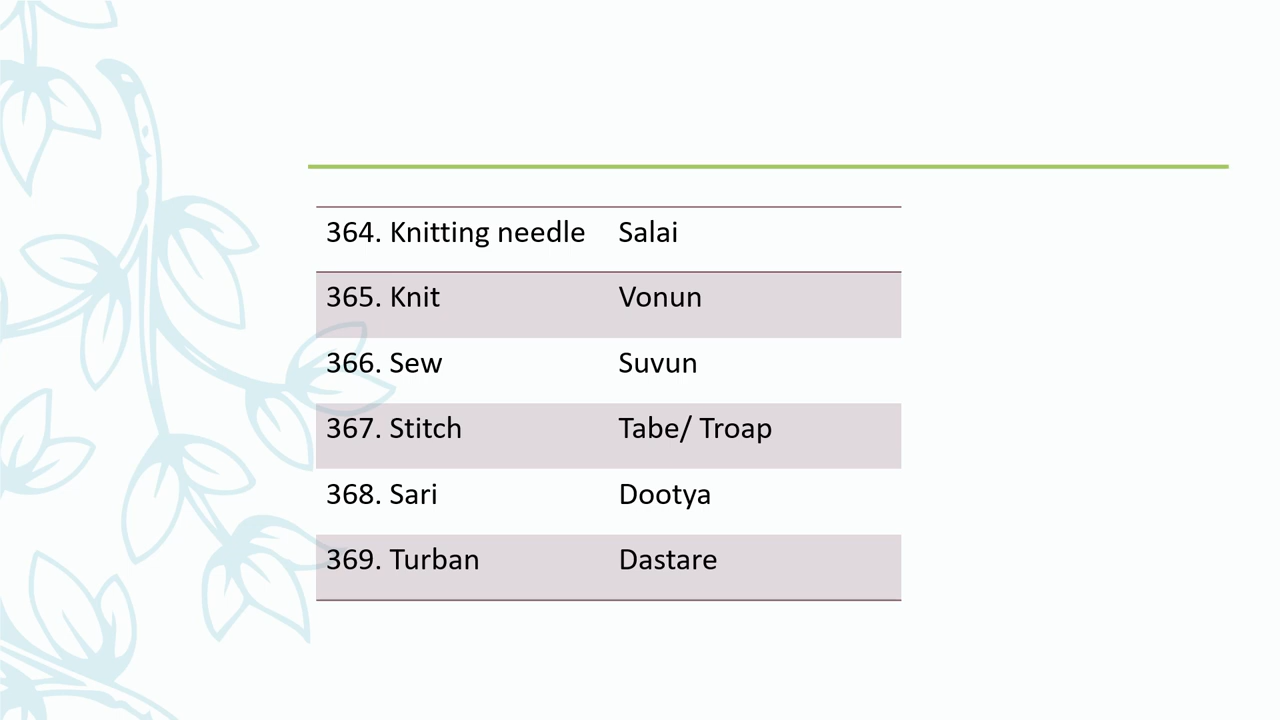 364. Knitting needle Salai
365. Knit Vonun
366. Sew Suvun
367. Stitch Tabe/ Troap
368. Sari Dootya
369. Turban Dastare